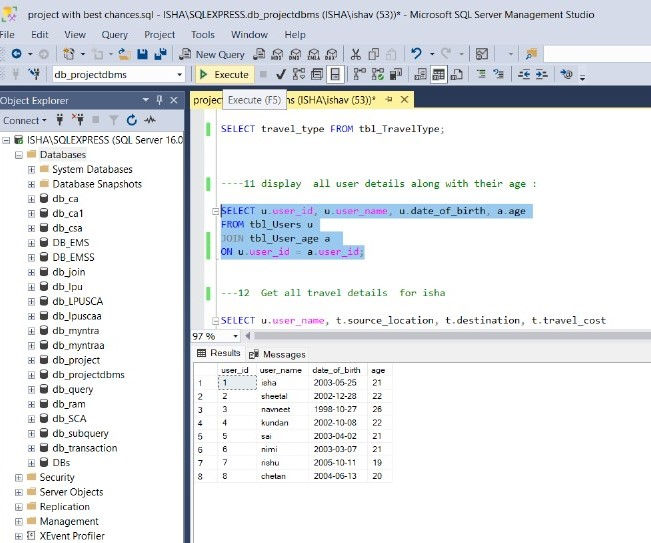 project with best chances.sql - ISHA\SQLEXPRESS.db_projectdbms (ISHA\ishav (53))* - Microsoft SQL Server Management Studio
File Edit View Query Project Tools Window Help
New Query MDX DMX XMLA DAX
db_projectdbms Execute
Object Explorer
project ns (ISHA\ishav (53))*
Execute (F5)
Connect
ISHA\SQLEXPRESS (SQL Server 16.0
Databases
System Databases
Database Snapshots
db_ca
db_ca1
db_csa
DB_EMS
DB_EMSS
db_join
db_lpu
db_LPUSCA
db_lpuscaa
db_myntra
db_myntraa
db_project
db_projectdbms
db_query
db_ram
db_SCA
db_subquery
db_transaction
DBs
Security
Server Objects
Replication
Management
XEvent Profiler
SELECT travel_type FROM tbl_TravelType;
----11 display all user details along with their age :
SELECT u.user_id, u.user_name, u.date_of_birth, a.age
FROM tbl_Users u
JOIN tbl_User_age a
ON u.user_id = a.user_id;
---12 Get all travel details for isha
SELECT u.user_name, t.source_location, t.destination, t.travel_cost
97 %
Results Messages
user_id user_name date_of_birth age
1 1 isha 2003-05-25 21
2 2 sheetal 2002-12-28 22
3 3 navneet 1998-10-27 26
4 4 kundan 2002-10-08 22
5 5 sai 2003-04-02 21
6 6 nimi 2003-03-07 21
7 7 rishu 2005-10-11 19
8 8 chetan 2004-06-13 20